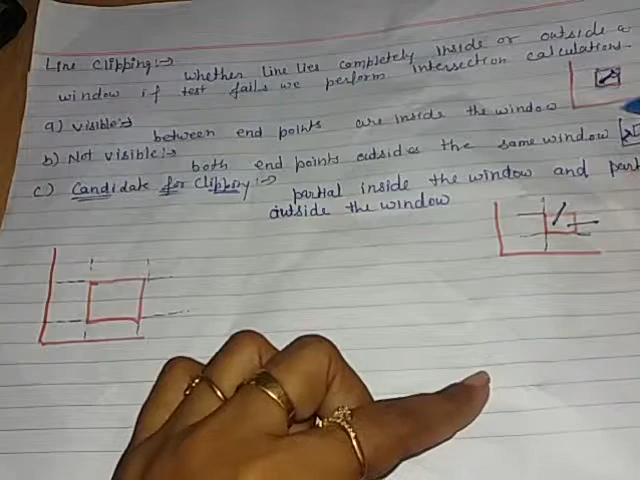 Line Clipping:→
whether line lies completely inside or outside a
window if test fails we perform intersection calculations.
a) visible:→
between end points are inside the window
b) Not visible:→
both end points outsides the same window
c) Candidate for Clipping:→
partial inside the window and part
outside the window